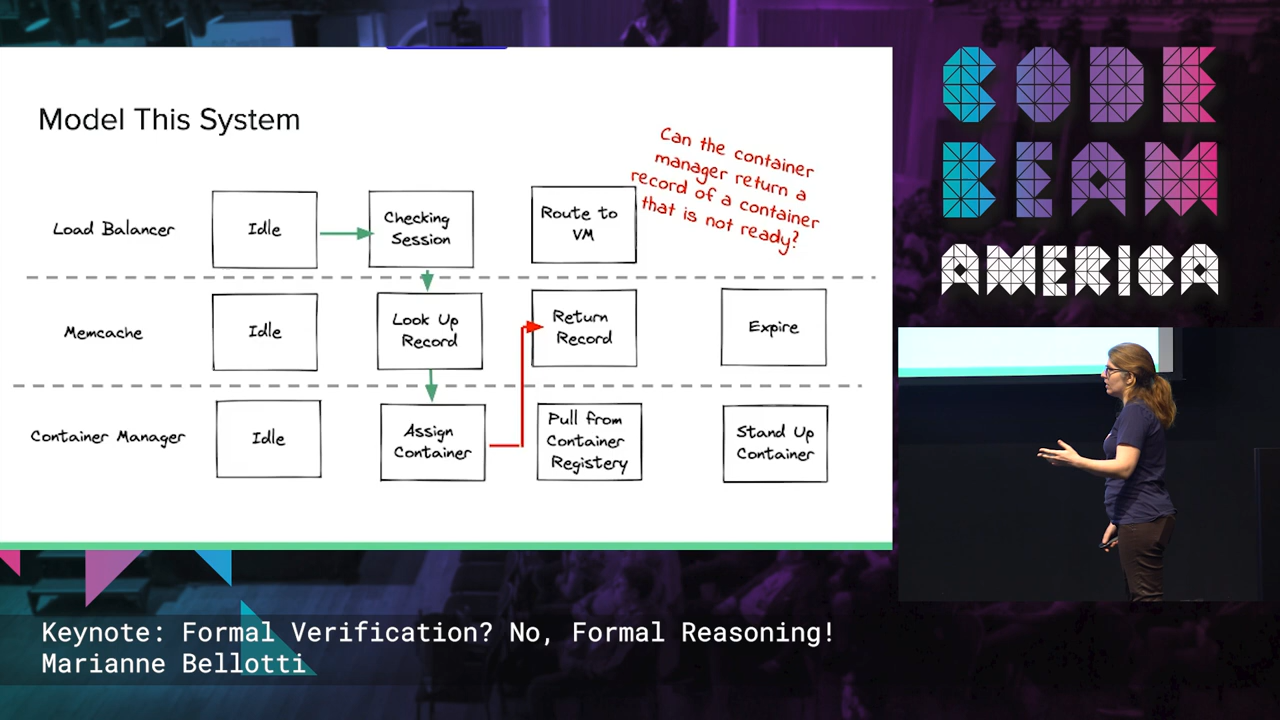 Model This System
Can the container
manager return a
record of a container
that is not ready?
Load Balancer
Idle
Checking
Session
Route to
VM
Memcache
Idle
Look Up
Record
Return
Record
Expire
Container Manager
Idle
Assign
Container
Pull from
Container
Registery
Stand Up
Container
CODE
BEAM
AMERICA
Keynote: Formal Verification? No, Formal Reasoning!
Marianne Bellotti